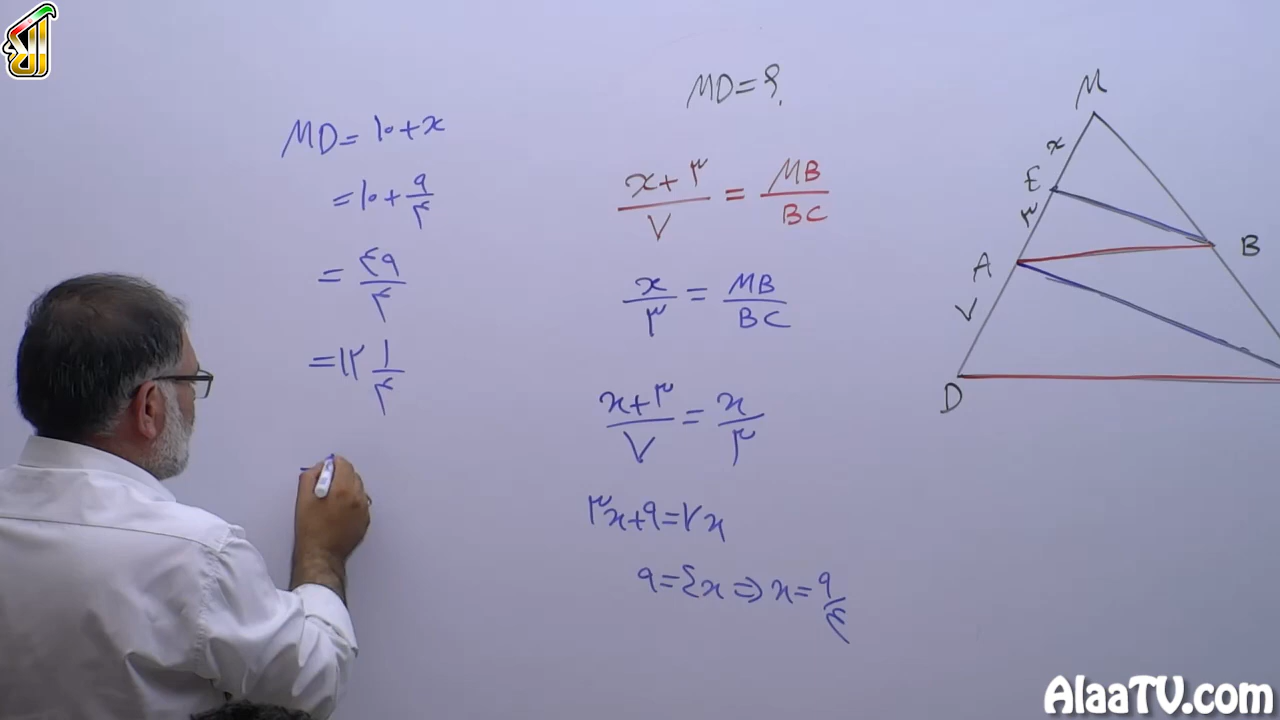 MD = ؟
MD = ۱۰ + x
= ۱۰ + ۹/۴
= ۴۹/۴
= ۱۲ ۱/۴
(x + ۳)/۷ = MB/BC
x/۳ = MB/BC
(x + ۳)/۷ = x/۳
۳x + ۹ = ۷x
۹ = ۴x ⇒ x = ۹/۴
M
x
E
۳
A
B
۷
D
AlaaTV.com